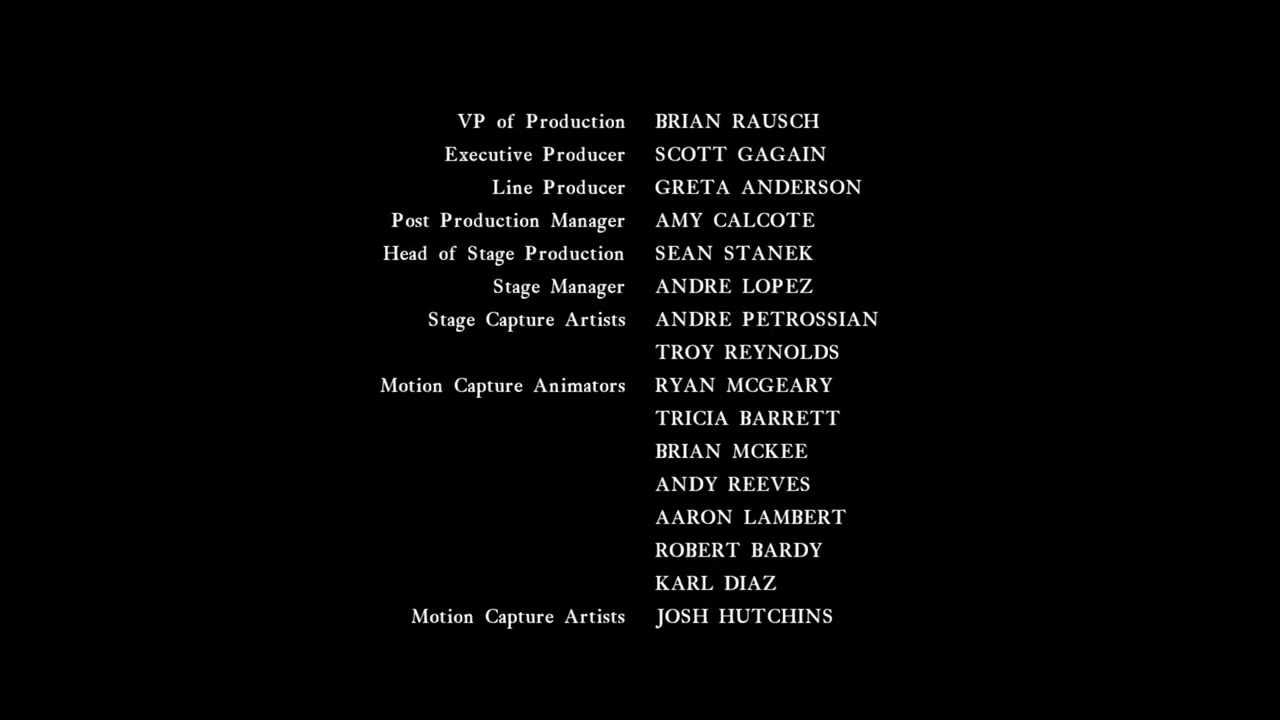 VP of Production BRIAN RAUSCH
Executive Producer SCOTT GAGAIN
Line Producer GRETA ANDERSON
Post Production Manager AMY CALCOTE
Head of Stage Production SEAN STANEK
Stage Manager ANDRE LOPEZ
Stage Capture Artists ANDRE PETROSSIAN
TROY REYNOLDS
Motion Capture Animators RYAN MCGEARY
TRICIA BARRETT
BRIAN MCKEE
ANDY REEVES
AARON LAMBERT
ROBERT BARDY
KARL DIAZ
Motion Capture Artists JOSH HUTCHINS